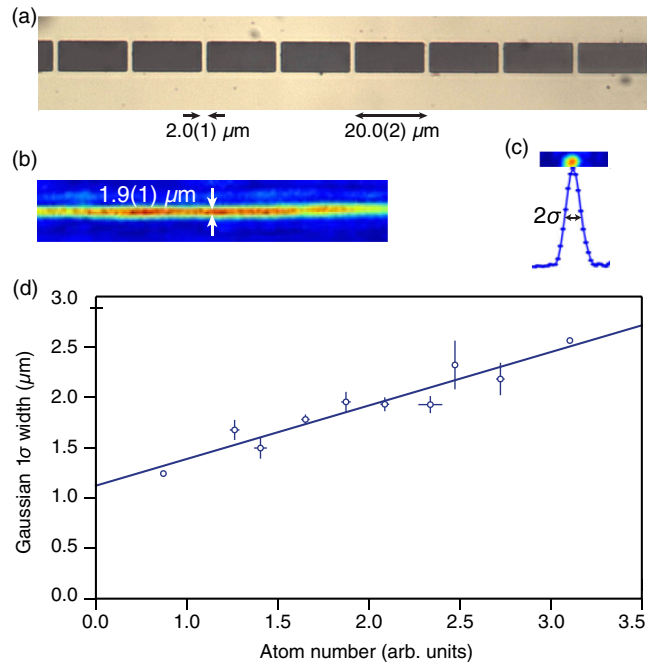 (a)
2.0(1) µm
20.0(2) µm
(b)
1.9(1) µm
(c)
2σ
(d)
3.0
2.5
2.0
1.5
1.0
0.5
0.0
Gaussian 1σ width (µm)
0.0
1.0
1.5
2.0
2.5
3.0
3.5
Atom number (arb. units)